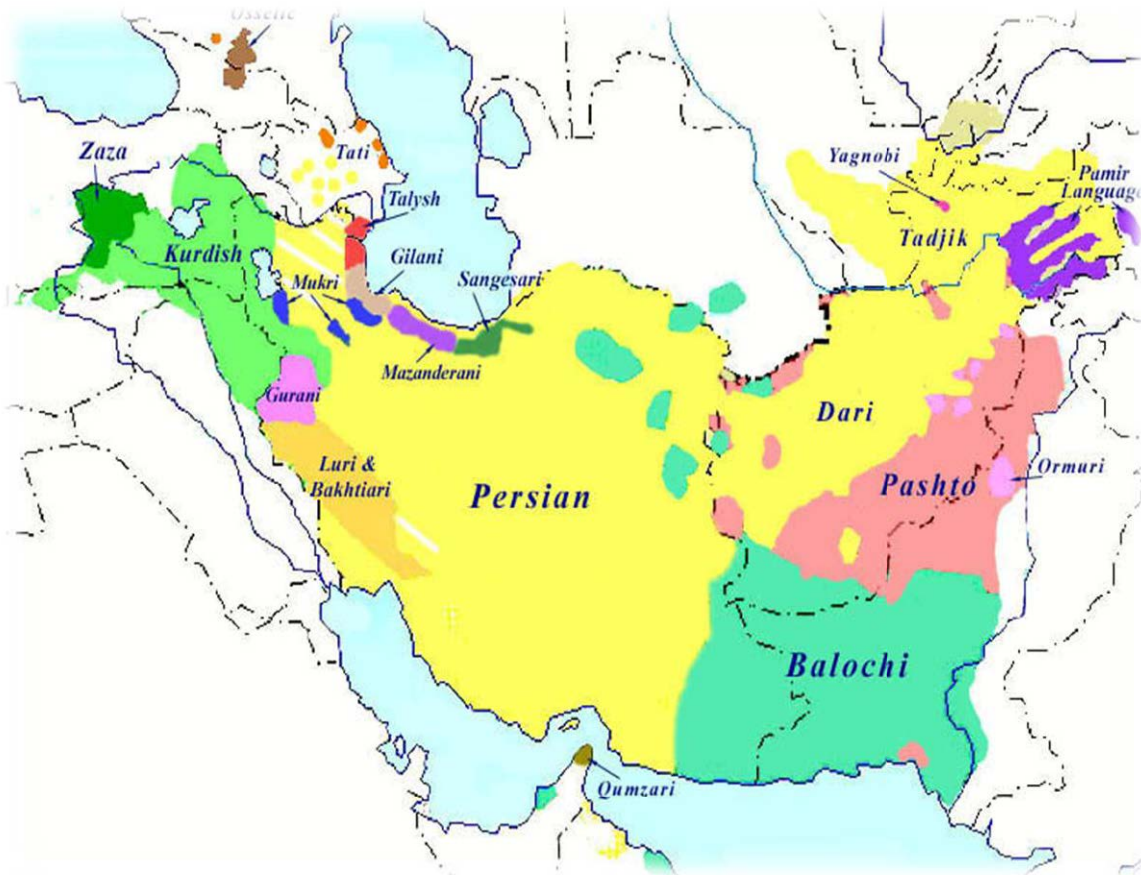 Ossetic
Zaza
Tati
Yagnobi
Pamir
Language
Talysh
Tadjik
Kurdish
Gilani
Mukri
Sangesari
Mazanderani
Gurani
Dari
Luri &
Bakhtiari
Persian
Pashto
Ormuri
Balochi
Qumzari